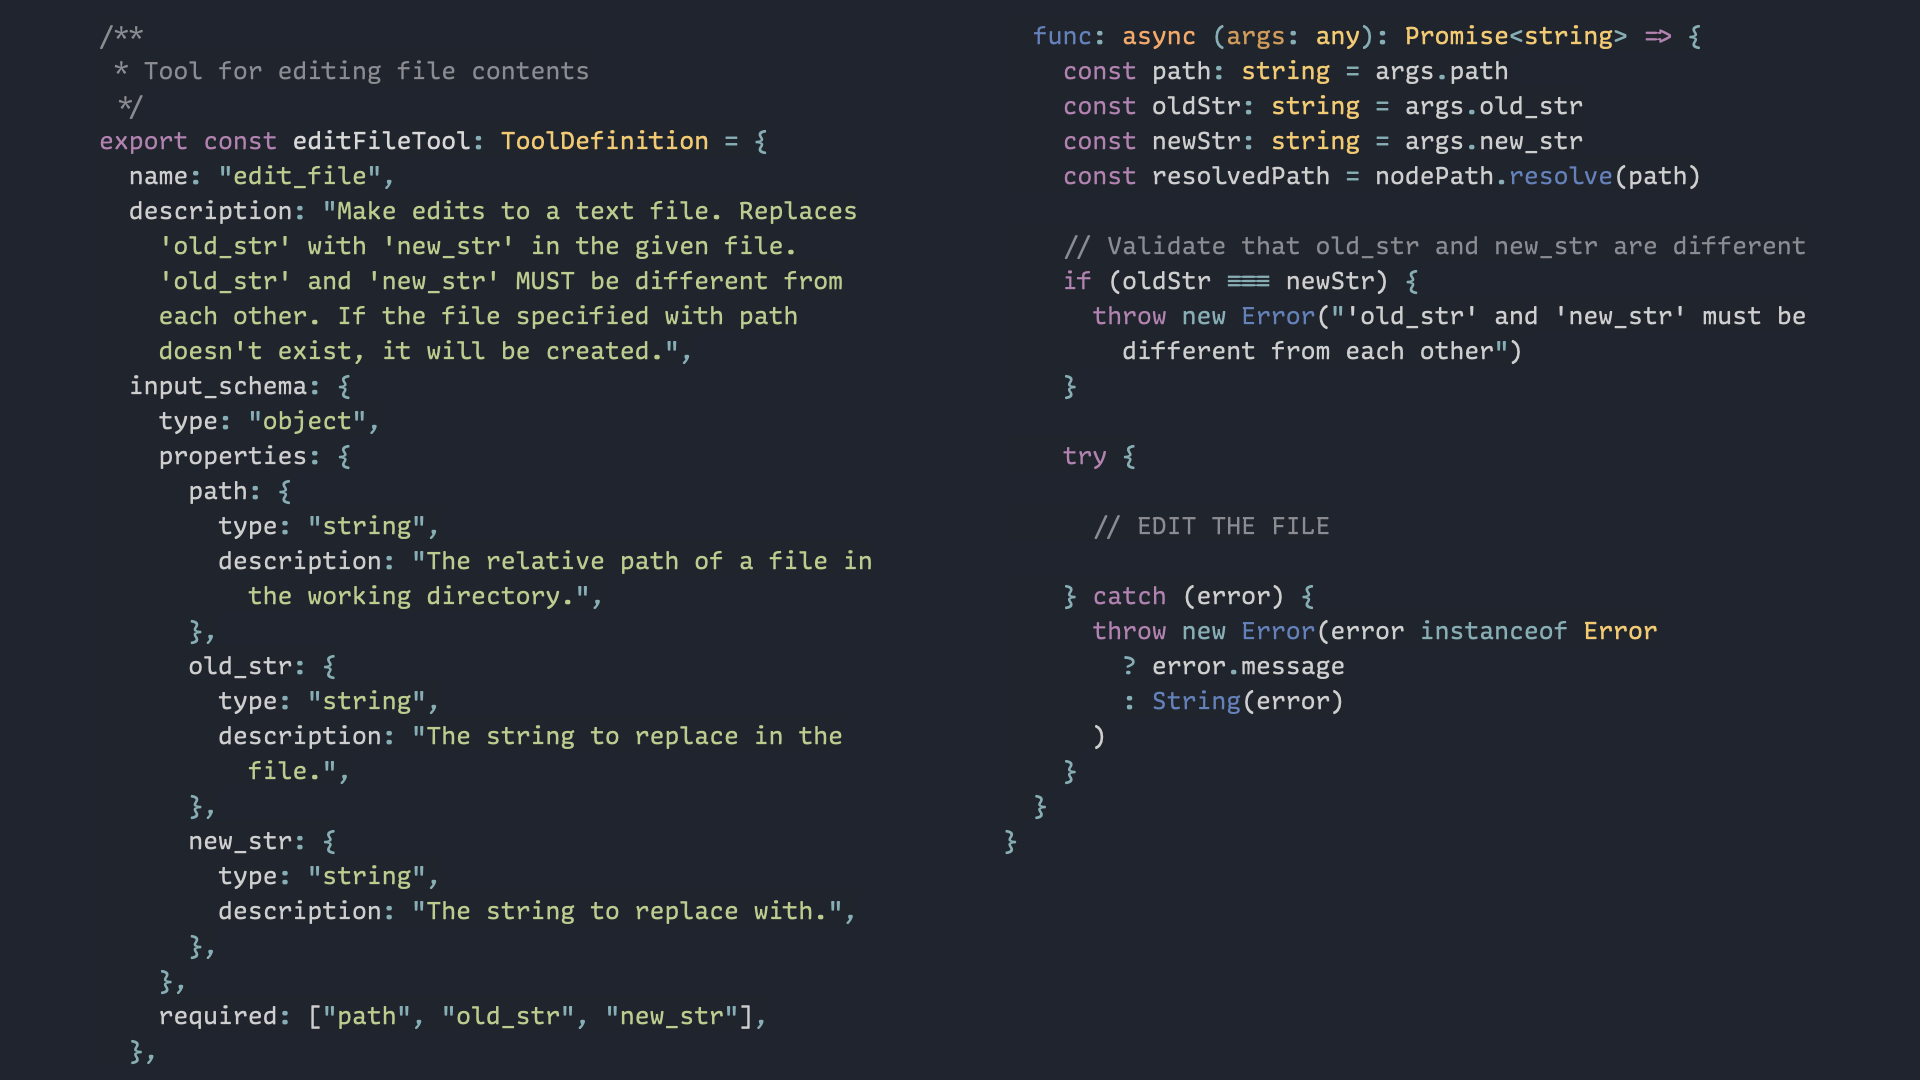 /**
 * Tool for editing file contents
 */
export const editFileTool: ToolDefinition = {
  name: "edit_file",
  description: "Make edits to a text file. Replaces
    'old_str' with 'new_str' in the given file.
    'old_str' and 'new_str' MUST be different from
    each other. If the file specified with path
    doesn't exist, it will be created.",
  input_schema: {
    type: "object",
    properties: {
      path: {
        type: "string",
        description: "The relative path of a file in
          the working directory.",
      },
      old_str: {
        type: "string",
        description: "The string to replace in the
          file.",
      },
      new_str: {
        type: "string",
        description: "The string to replace with.",
      },
    },
    required: ["path", "old_str", "new_str"],
  },
  func: async (args: any): Promise<string> => {
    const path: string = args.path
    const oldStr: string = args.old_str
    const newStr: string = args.new_str
    const resolvedPath = nodePath.resolve(path)

    // Validate that old_str and new_str are different
    if (oldStr === newStr) {
      throw new Error("'old_str' and 'new_str' must be
        different from each other")
    }

    try {

      // EDIT THE FILE

    } catch (error) {
      throw new Error(error instanceof Error
        ? error.message
        : String(error)
      )
    }
  }
}